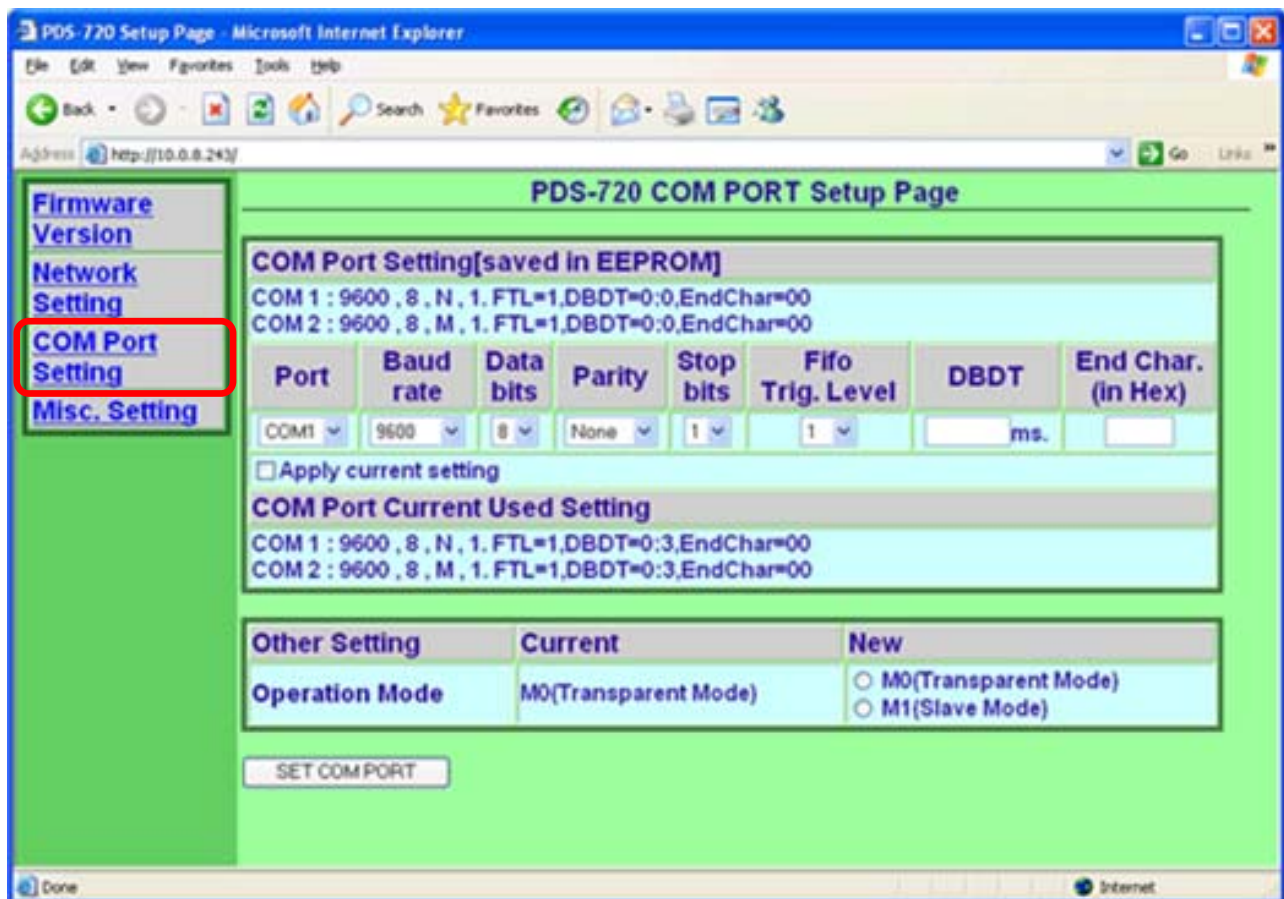 PDS-720 Setup Page - Microsoft Internet Explorer
File Edit View Favorites Tools Help
Back Search Favorites
Address http://10.0.8.243/ Go Links
Firmware
Version
Network
Setting
COM Port
Setting
Misc. Setting
PDS-720 COM PORT Setup Page
COM Port Setting[saved in EEPROM]
COM 1 : 9600 , 8 , N , 1. FTL=1,DBDT=0:0,EndChar=00
COM 2 : 9600 , 8 , M , 1. FTL=1,DBDT=0:0,EndChar=00
Port Baud rate Data bits Parity Stop bits Fifo Trig. Level DBDT End Char. (in Hex)
COM1 9600 8 None 1 1 ms.
Apply current setting
COM Port Current Used Setting
COM 1 : 9600 , 8 , N , 1. FTL=1,DBDT=0:3,EndChar=00
COM 2 : 9600 , 8 , M , 1. FTL=1,DBDT=0:3,EndChar=00
Other Setting Current New
Operation Mode M0(Transparent Mode) M0(Transparent Mode)
M1(Slave Mode)
SET COM PORT
Done Internet